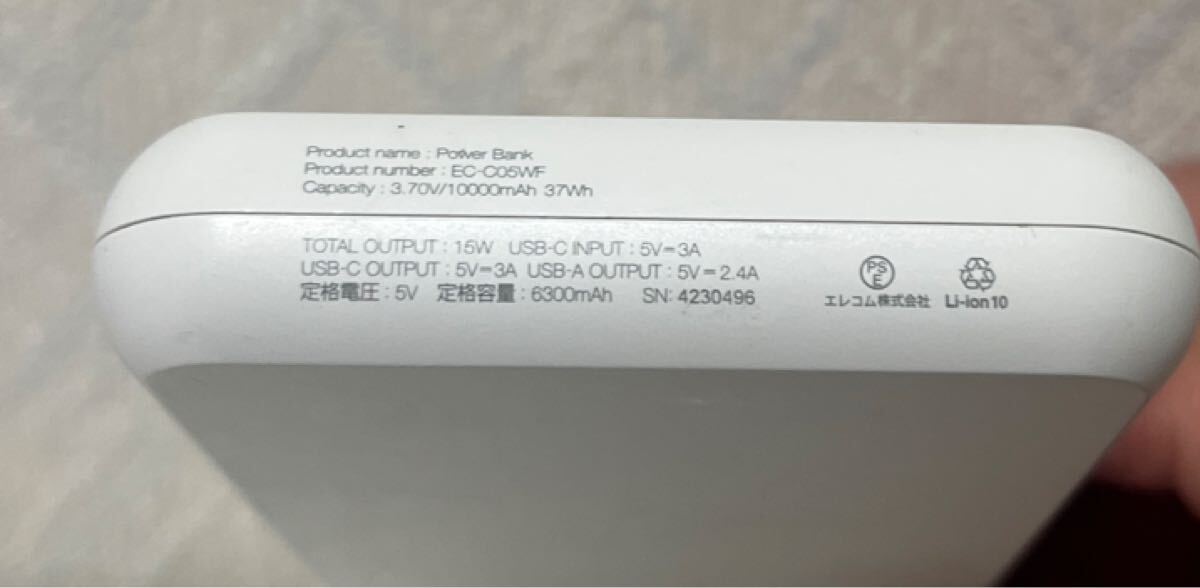 Product name : Power Bank
Product number : EC-C05WF
Capacity : 3.70V/10000mAh 37Wh
TOTAL OUTPUT : 15W USB-C INPUT : 5V⎓3A
USB-C OUTPUT : 5V⎓3A USB-A OUTPUT : 5V⎓2.4A
定格電圧 : 5V 定格容量 : 6300mAh SN: 4230496
PSE
エレコム株式会社 Li-ion10